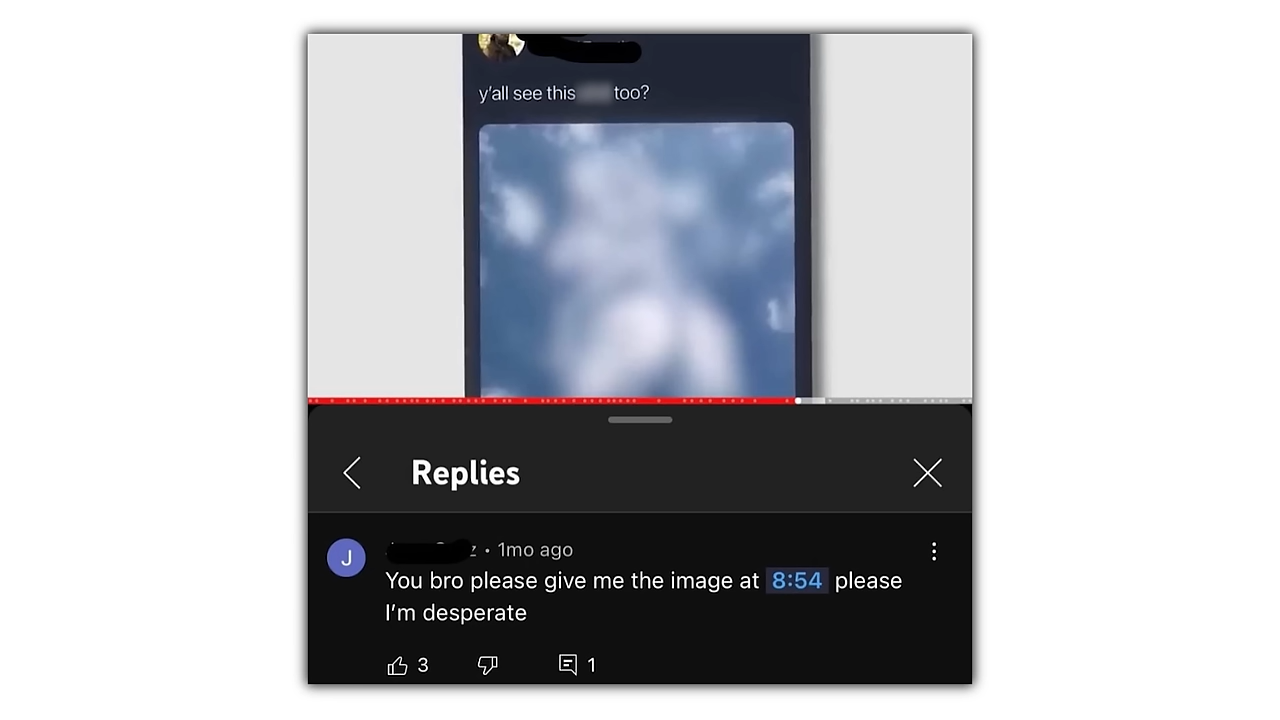 y'all see this too?
Replies
• 1mo ago
You bro please give me the image at 8:54 please
I'm desperate
3
1